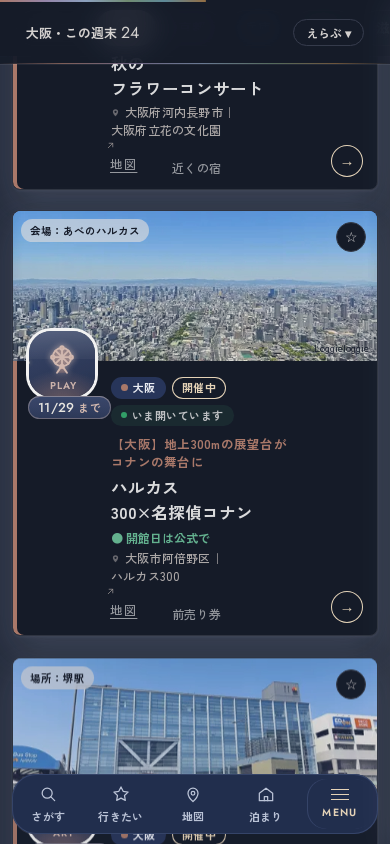 大阪・この週末 24
えらぶ ▾
フラワーコンサート
大阪府河内長野市 |
大阪府立花の文化園
↗
地図
近くの宿
→
会場：あべのハルカス
☆
PLAY
11/29 まで
大阪
開催中
いま開いています
【大阪】地上300mの展望台が
コナンの舞台に
ハルカス
300×名探偵コナン
開館日は公式で
大阪市阿倍野区 |
ハルカス300
↗
地図
前売り券
→
場所：堺駅
☆
大阪
開催中
さがす
行きたい
地図
泊まり
MENU